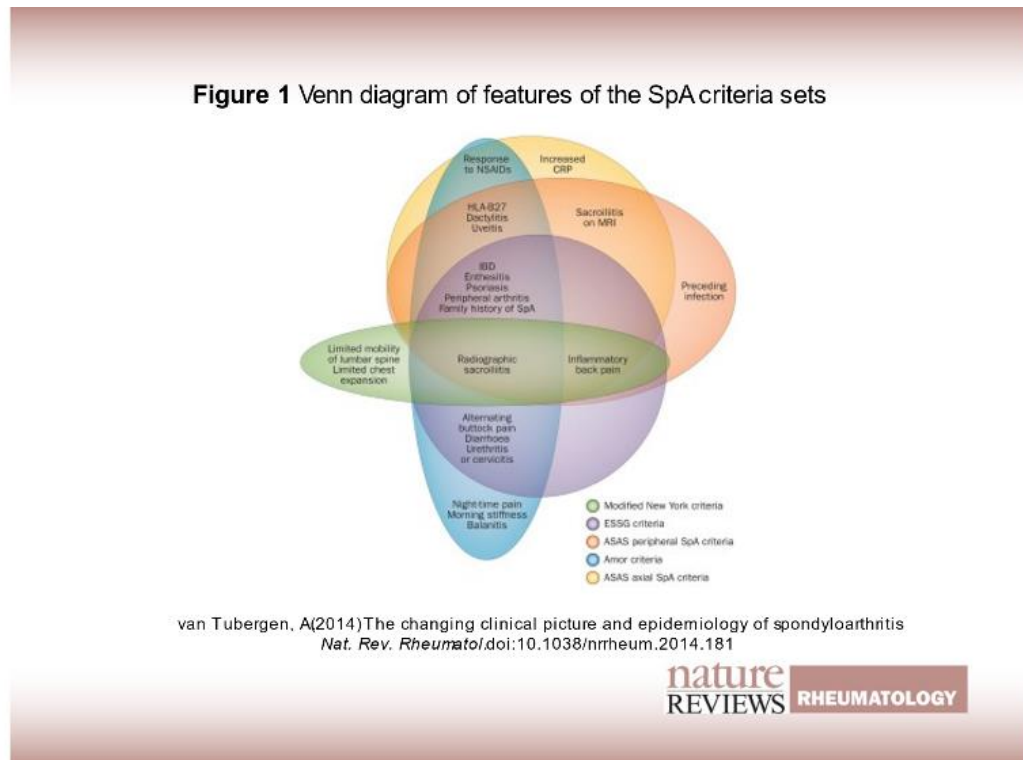 Figure 1 Venn diagram of features of the SpA criteria sets
Response
to NSAIDs
Increased
CRP
HLA-B27
Dactylitis
Uveitis
Sacroiliitis
on MRI
IBD
Enthesitis
Psoriasis
Peripheral arthritis
Family history of SpA
Preceding
infection
Limited mobility
of lumbar spine
Limited chest
expansion
Radiographic
sacroiliitis
Inflammatory
back pain
Alternating
buttock pain
Diarrhoea
Urethritis
or cervicitis
Night-time pain
Morning stiffness
Balanitis
Modified New York criteria
ESSG criteria
ASAS peripheral SpA criteria
Amor criteria
ASAS axial SpA criteria
van Tubergen, A.(2014) The changing clinical picture and epidemiology of spondyloarthritis
Nat. Rev. Rheumatol.doi:10.1038/nrrheum.2014.181
nature
REVIEWS RHEUMATOLOGY